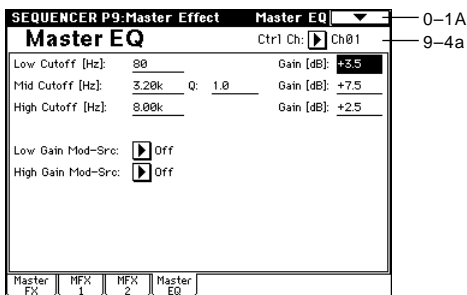 SEQUENCER P9:Master Effect Master EQ 0–1A
Master EQ Ctrl Ch: Ch01 9–4a
Low Cutoff [Hz]: 80 Gain [dB]: +3.5
Mid Cutoff [Hz]: 3.20k Q: 1.0 Gain [dB]: +7.5
High Cutoff [Hz]: 8.00k Gain [dB]: +2.5
Low Gain Mod-Src: Off
High Gain Mod-Src: Off
Master FX MFX 1 MFX 2 Master EQ